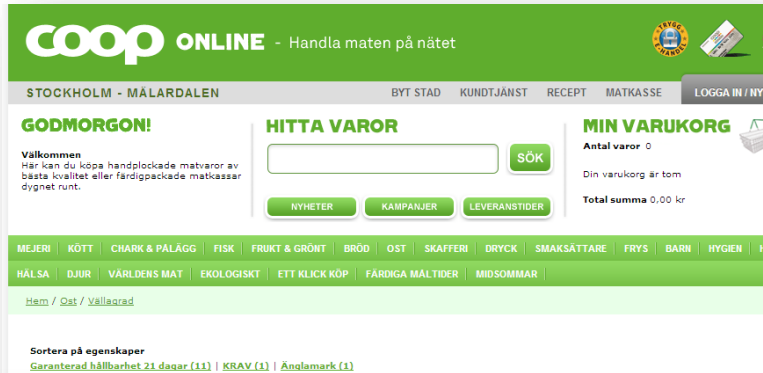 COOP ONLINE - Handla maten på nätet
TRYGG E-HANDEL
STOCKHOLM - MÄLARDALEN
BYT STAD KUNDTJÄNST RECEPT MATKASSE LOGGA IN / NY
GODMORGON!
Välkommen
Här kan du köpa handplockade matvaror av
bästa kvalitet eller färdigpackade matkassar
dygnet runt.
HITTA VAROR
SÖK
NYHETER KAMPANJER LEVERANSTIDER
MIN VARUKORG
Antal varor 0
Din varukorg är tom
Total summa 0,00 kr
MEJERI KÖTT CHARK & PÅLÄGG FISK FRUKT & GRÖNT BRÖD OST SKAFFERI DRYCK SMAKSÄTTARE FRYS BARN HYGIEN
HÄLSA DJUR VÄRLDENS MAT EKOLOGISKT ETT KLICK KÖP FÄRDIGA MÅLTIDER MIDSOMMAR
Hem / Ost / Vällagrad
Sortera på egenskaper
Garanterad hållbarhet 21 dagar (11) | KRAV (1) | Änglamark (1)